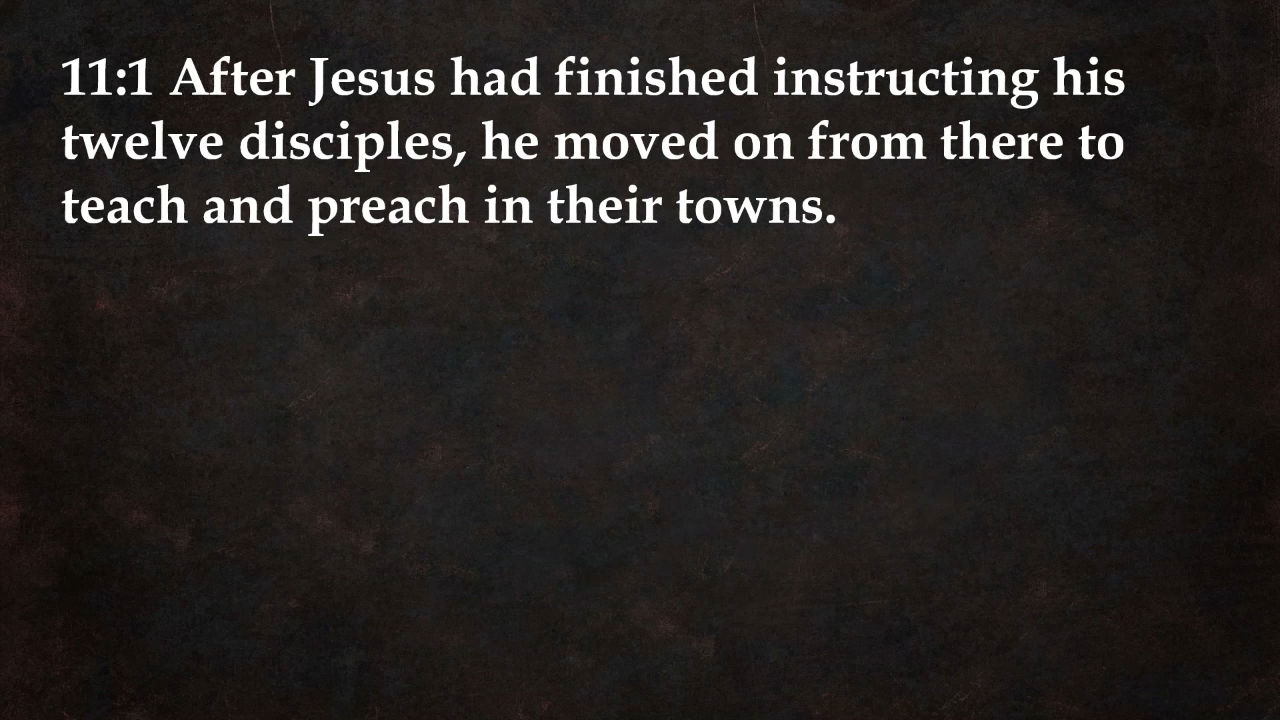 11:1 After Jesus had finished instructing his
twelve disciples, he moved on from there to
teach and preach in their towns.